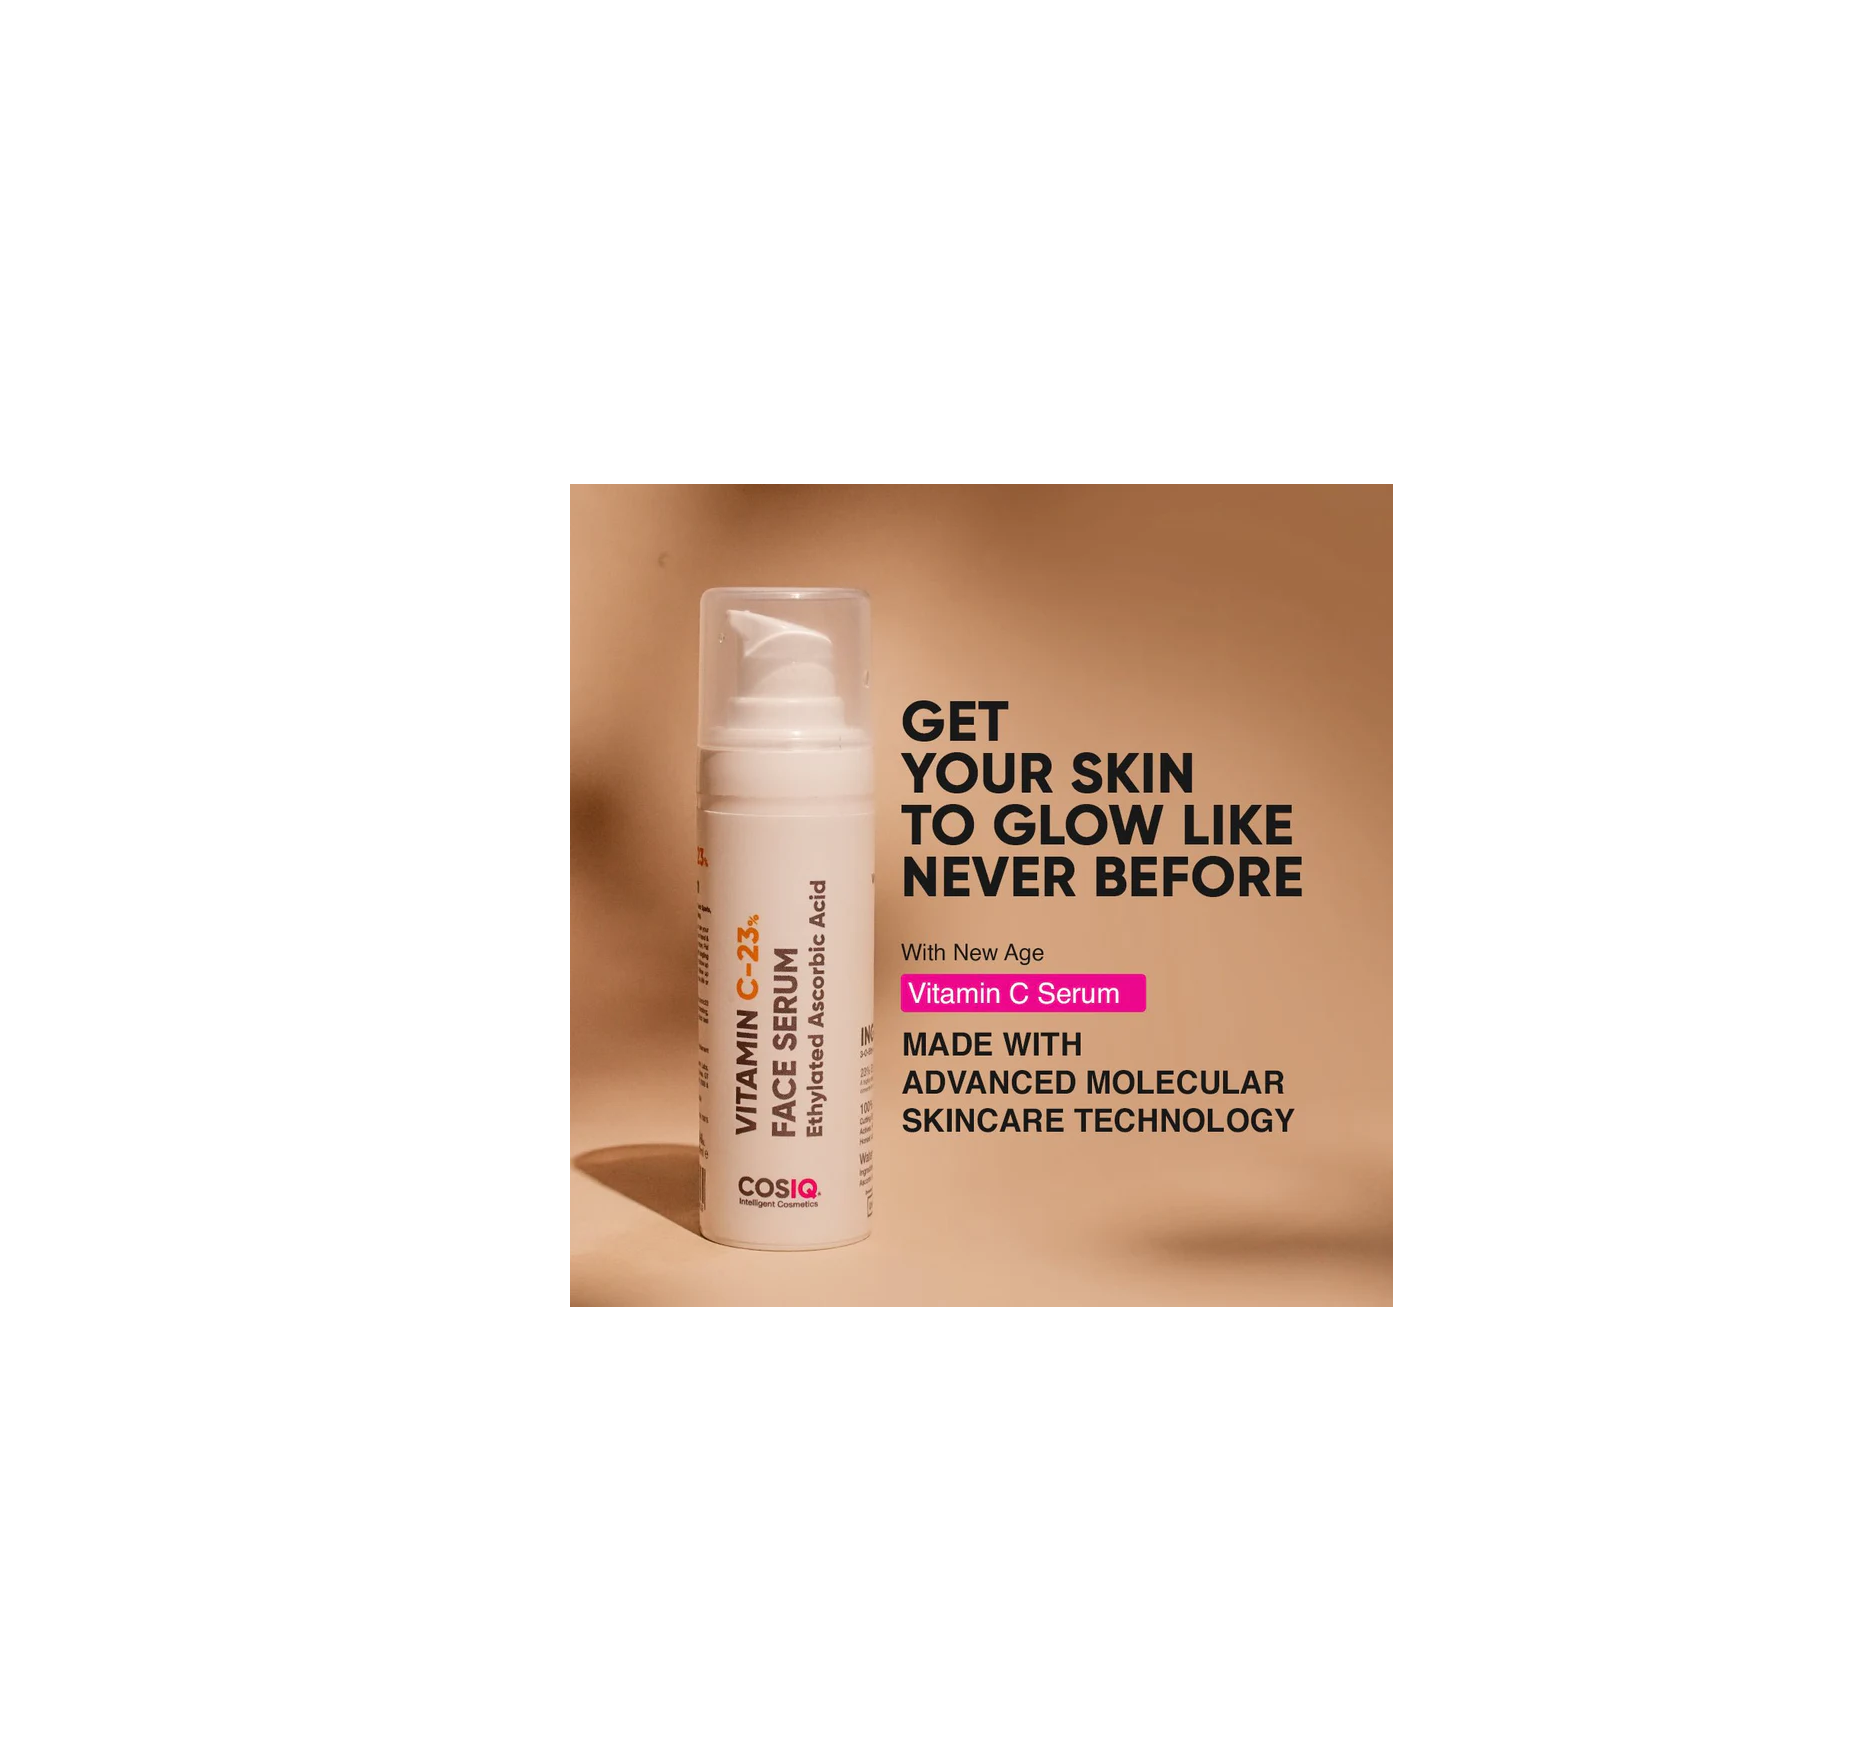 GET
YOUR SKIN
TO GLOW LIKE
NEVER BEFORE
With New Age
Vitamin C Serum
MADE WITH
ADVANCED MOLECULAR
SKINCARE TECHNOLOGY
VITAMIN C-23%
FACE SERUM
Ethylated Ascorbic Acid
COSIQ
Intelligent Cosmetics
23%